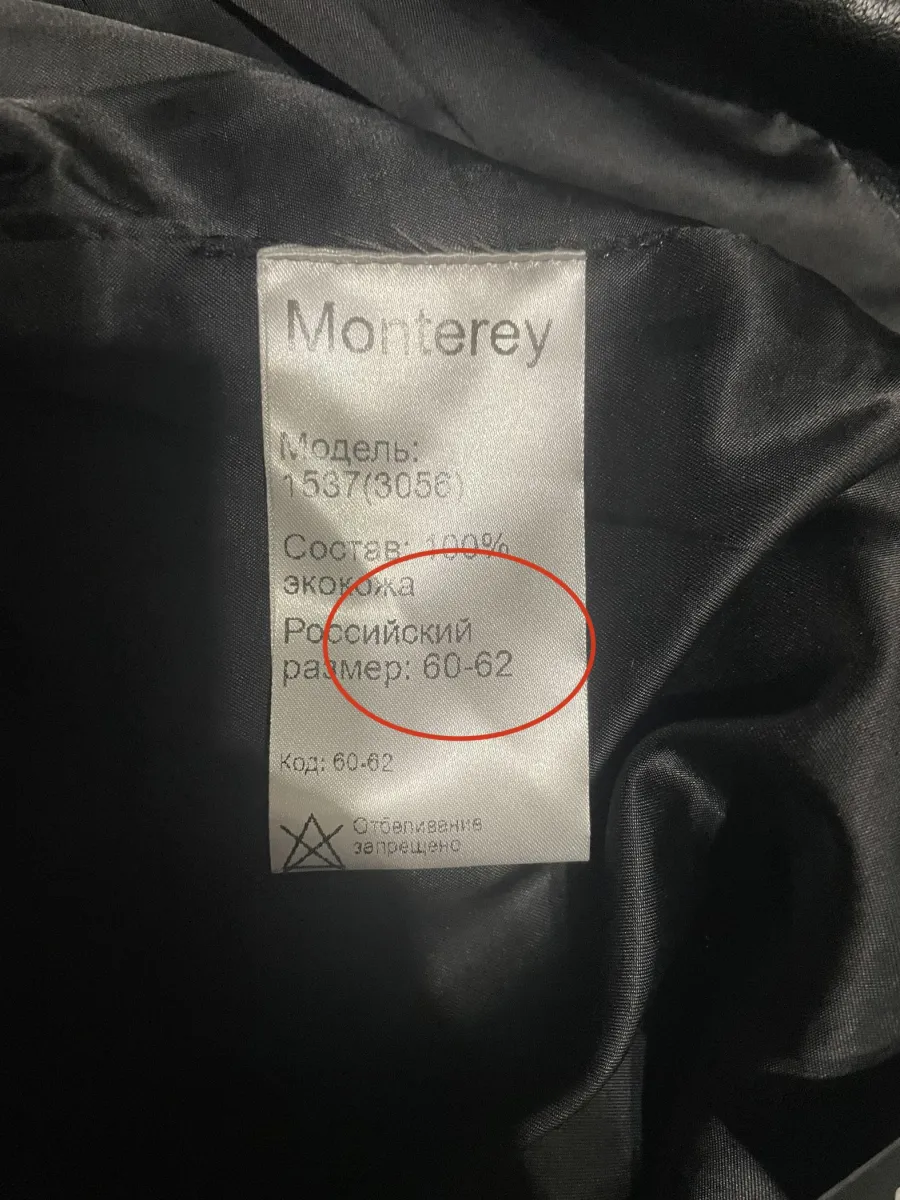 Monterey
Модель:
1537(3056)
Состав: 100%
экокожа
Российский
размер: 60-62
Код: 60-62
Отбеливание
запрещено